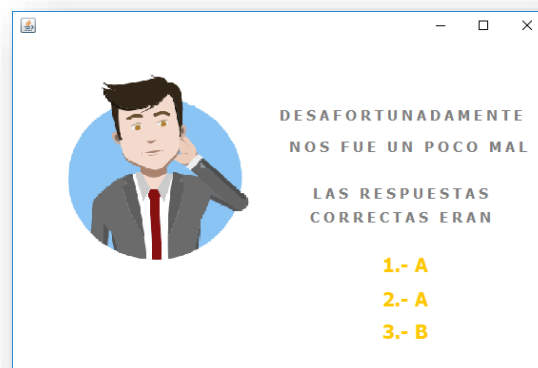 DESAFORTUNADAMENTE
NOS FUE UN POCO MAL
LAS RESPUESTAS
CORRECTAS ERAN
1.- A
2.- A
3.- B